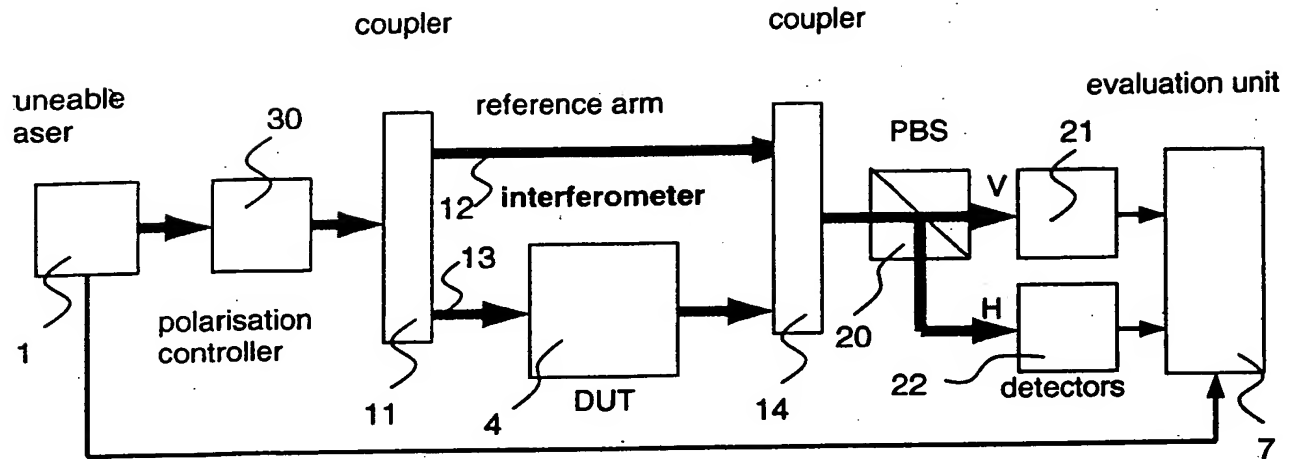 coupler
coupler
uneable
aser
reference arm
evaluation unit
30
PBS
21
12
interferometer
V
13
H
polarisation
controller
1
11
4
DUT
14
20
22
detectors
7